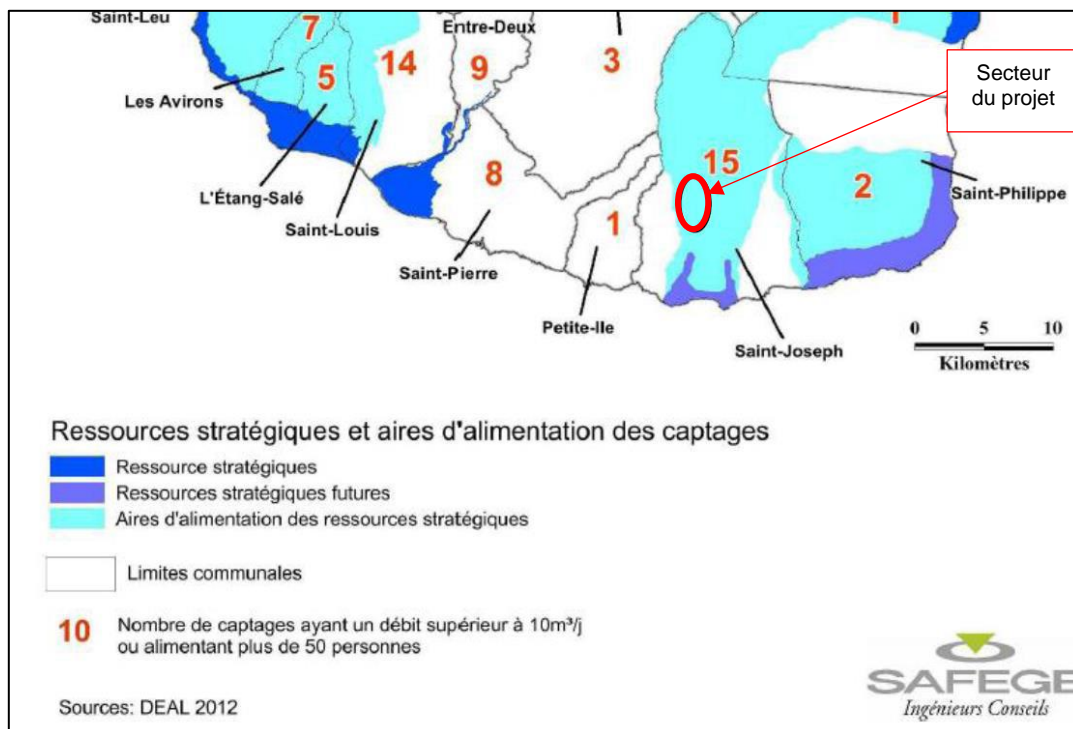 Saint-Leu
7
Entre-Deux
1
5
14
9
3
Secteur
du projet
Les Avirons
15
8
2
Saint-Philippe
L'Étang-Salé
1
Saint-Louis
Saint-Pierre
Petite-Ile
Saint-Joseph
0 5 10
Kilomètres
Ressources stratégiques et aires d'alimentation des captages
Ressource stratégiques
Ressources stratégiques futures
Aires d'alimentation des ressources stratégiques
Limites communales
10 Nombre de captages ayant un débit supérieur à 10m³/j
ou alimentant plus de 50 personnes
Sources: DEAL 2012
SAFEGE
Ingénieurs Conseils